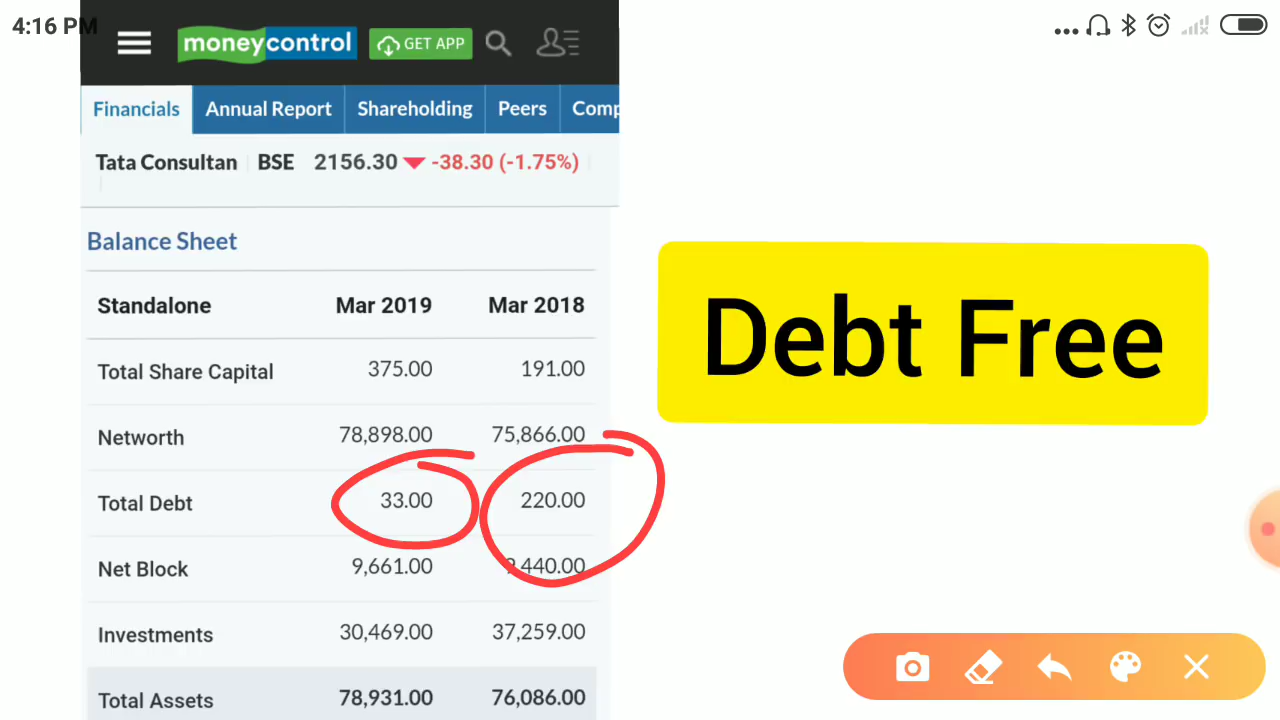 4:16 PM
moneycontrol GET APP
Financials Annual Report Shareholding Peers Comp
Tata Consultan BSE 2156.30 -38.30 (-1.75%)
Balance Sheet
Standalone Mar 2019 Mar 2018
Total Share Capital 375.00 191.00
Networth 78,898.00 75,866.00
Total Debt 33.00 220.00
Net Block 9,661.00 9,440.00
Investments 30,469.00 37,259.00
Total Assets 78,931.00 76,086.00
Debt Free